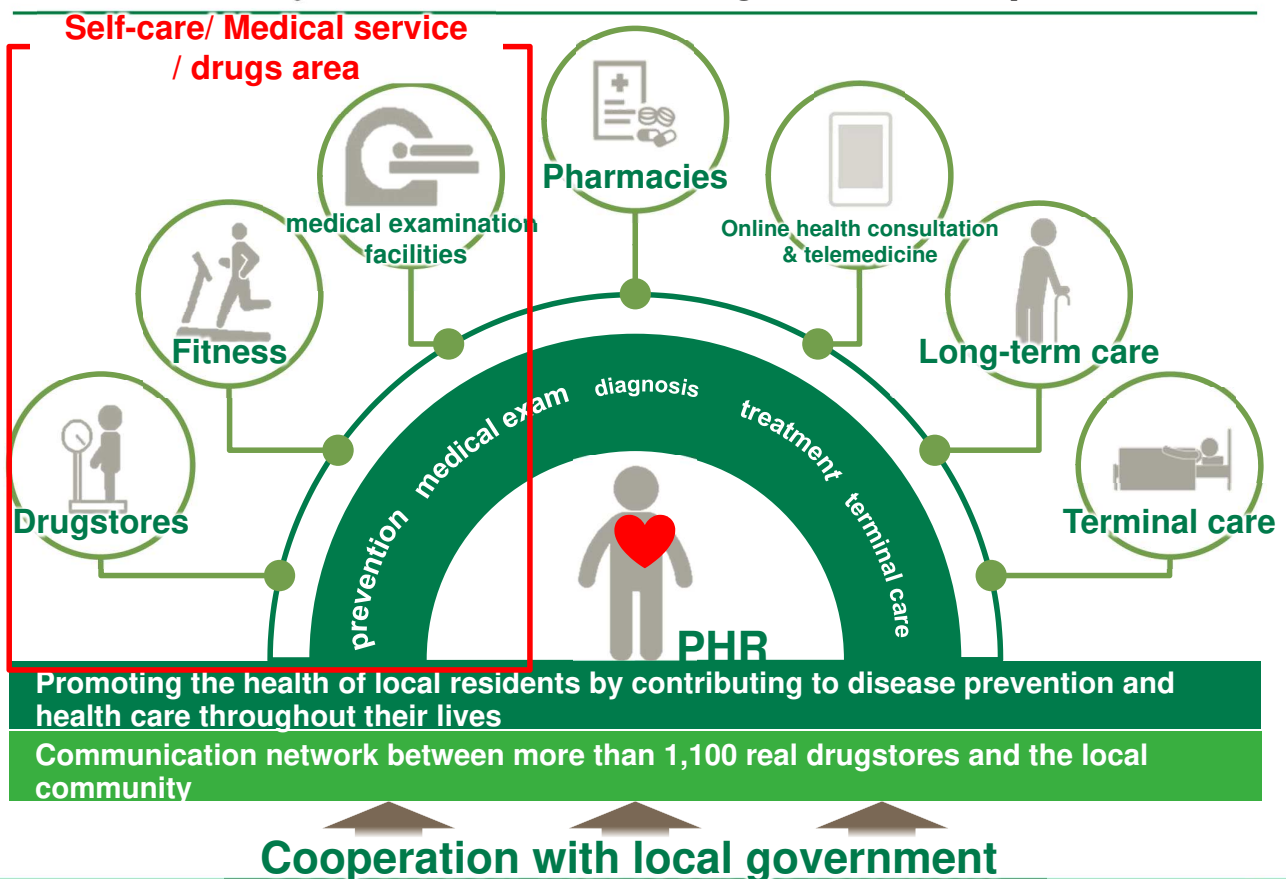 Self-care/ Medical service
/ drugs area
medical examination
facilities
Pharmacies
Online health consultation
& telemedicine
Fitness
Long-term care
Drugstores
Terminal care
prevention
medical exam
diagnosis
treatment
terminal care
PHR
Promoting the health of local residents by contributing to disease prevention and
health care throughout their lives
Communication network between more than 1,100 real drugstores and the local
community
Cooperation with local government